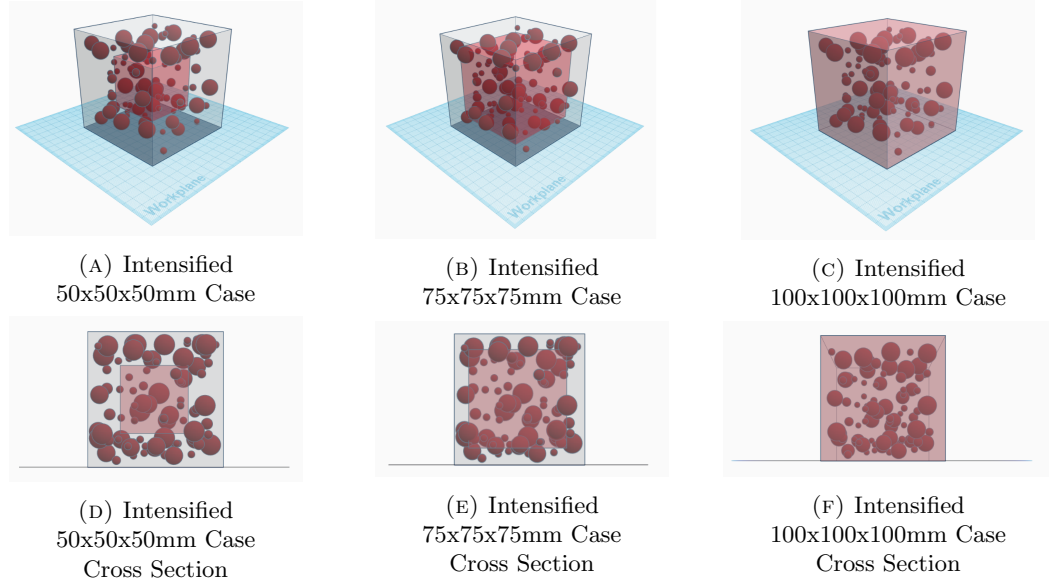 Workplane
Workplane
Workplane
(A) Intensified
50x50x50mm Case
(B) Intensified
75x75x75mm Case
(C) Intensified
100x100x100mm Case
(D) Intensified
50x50x50mm Case
Cross Section
(E) Intensified
75x75x75mm Case
Cross Section
(F) Intensified
100x100x100mm Case
Cross Section